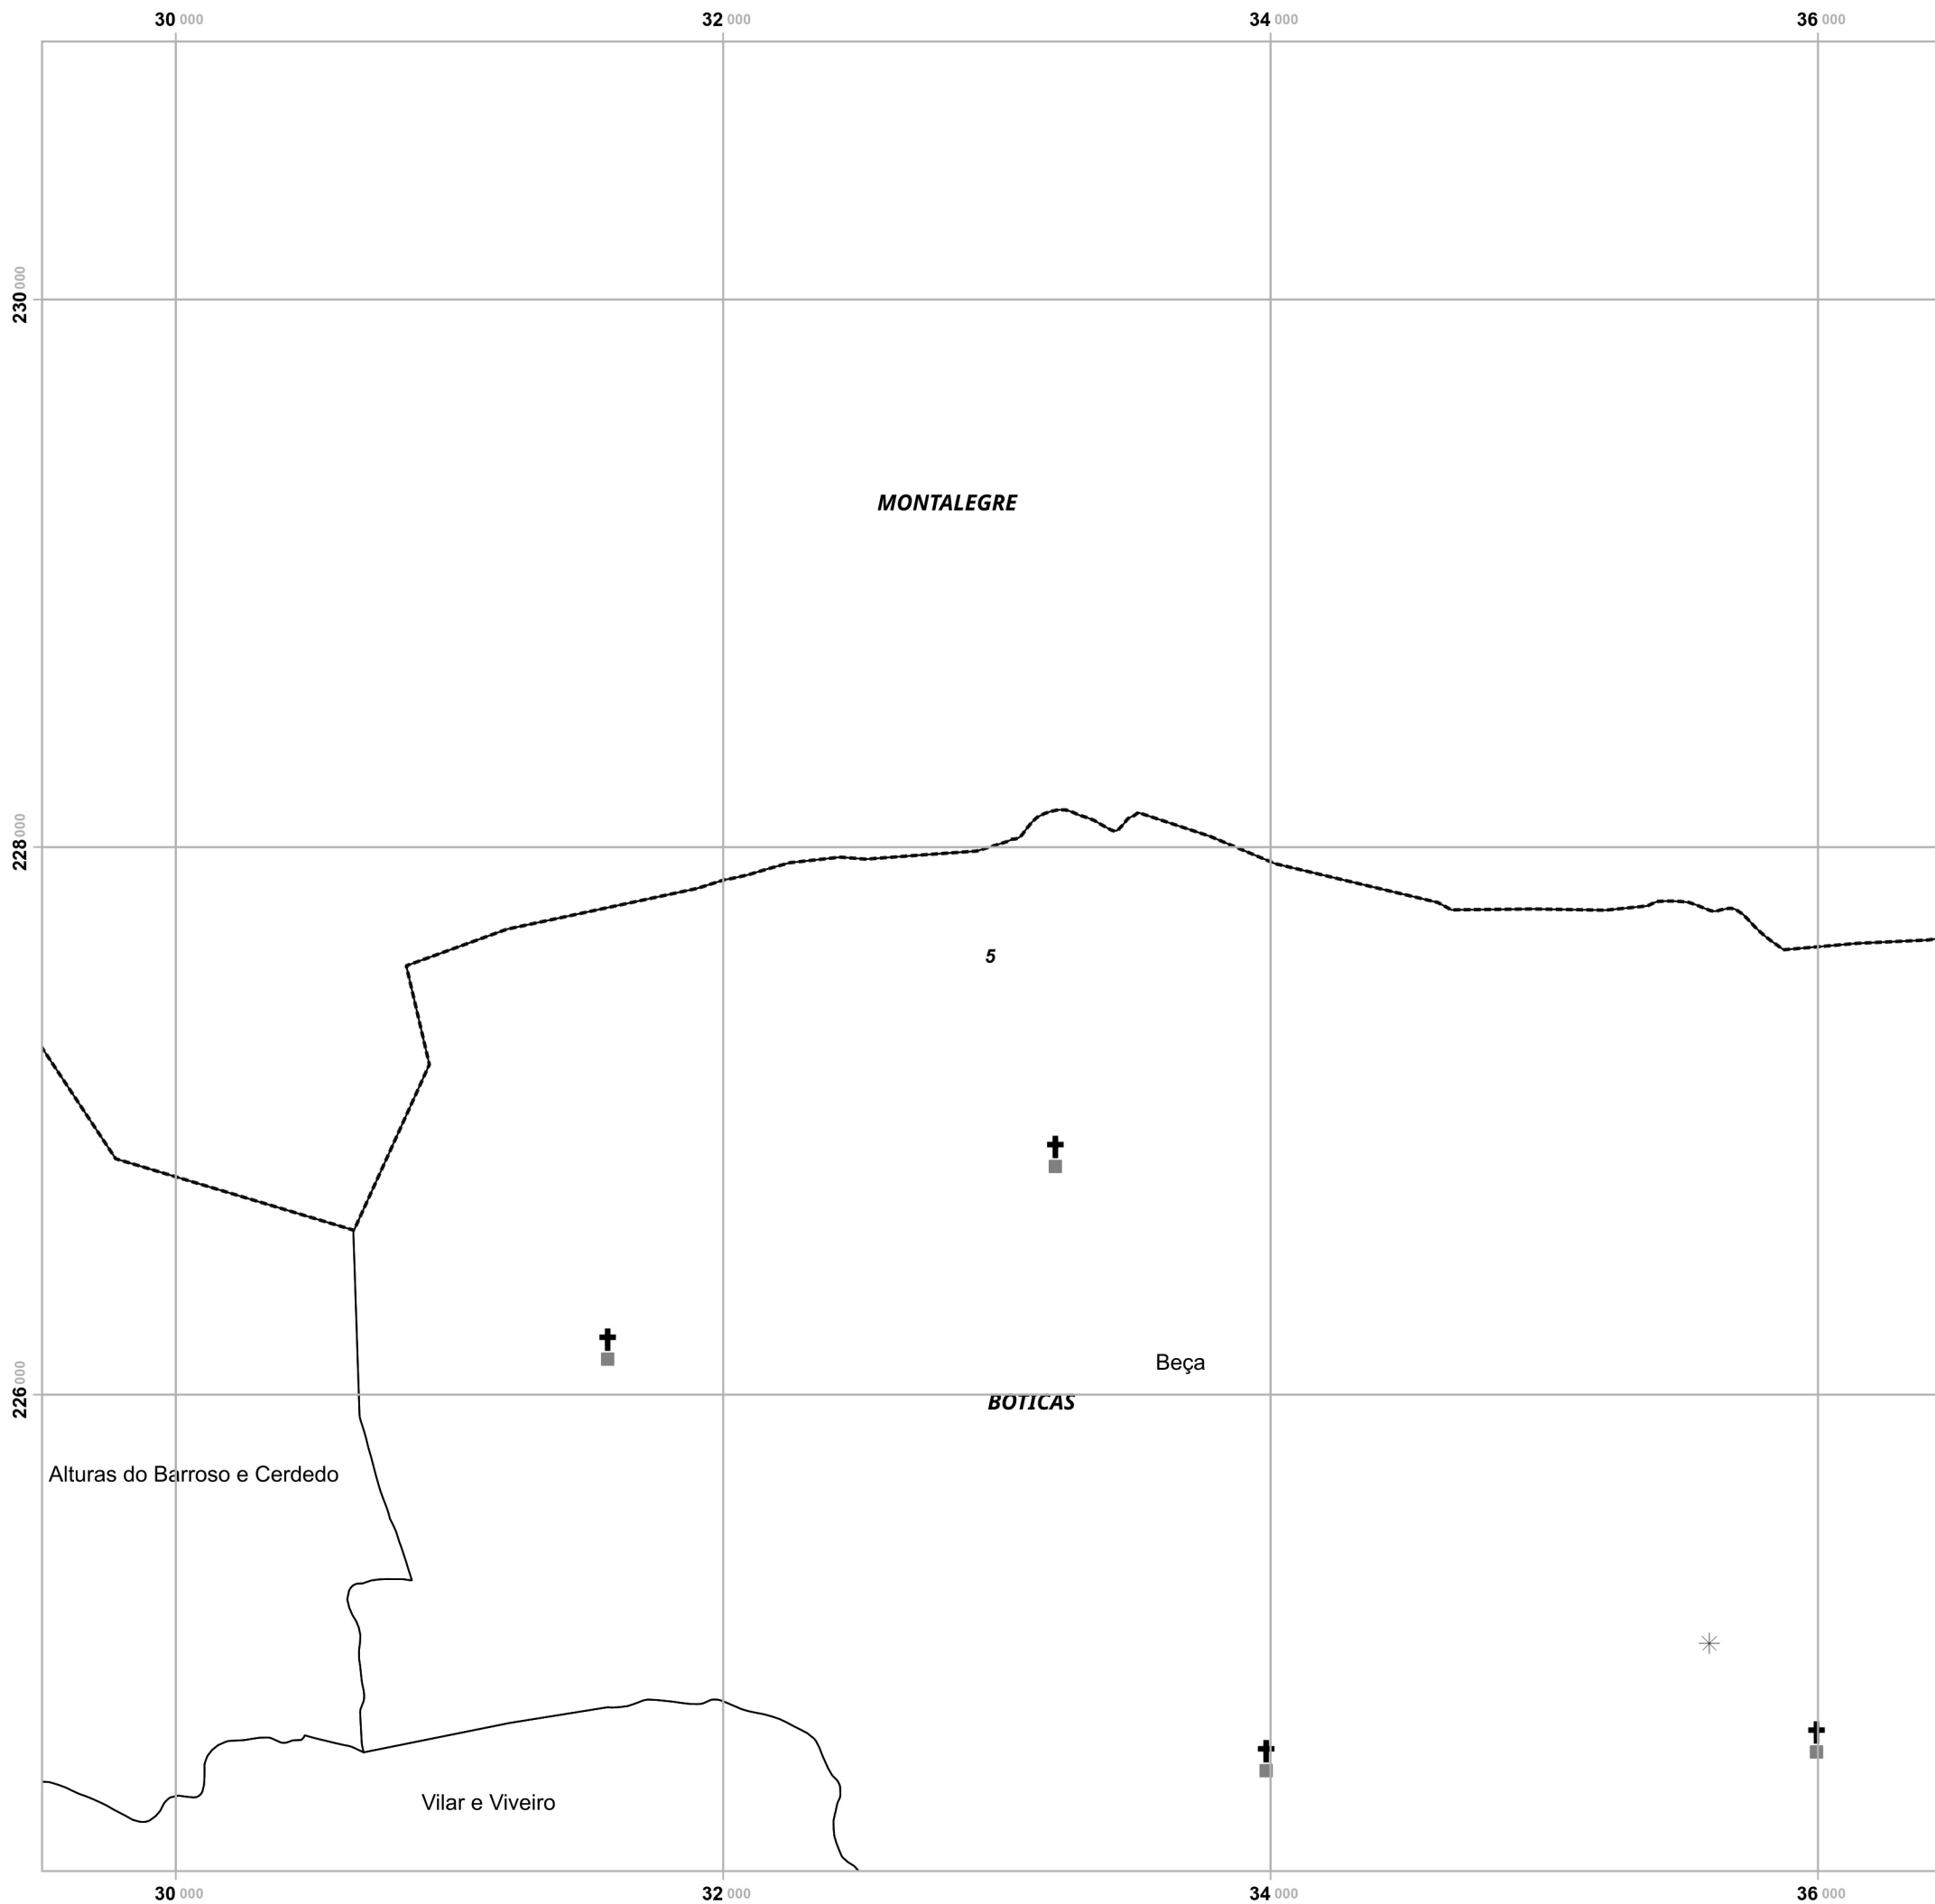 30 000 32 000 34 000 36 000
230 000
MONTALEGRE
228 000
5
Beça
226 000
BOTICAS
Alturas do Barroso e Cerdedo
Vilar e Viveiro
30 000 32 000 34 000 36 000